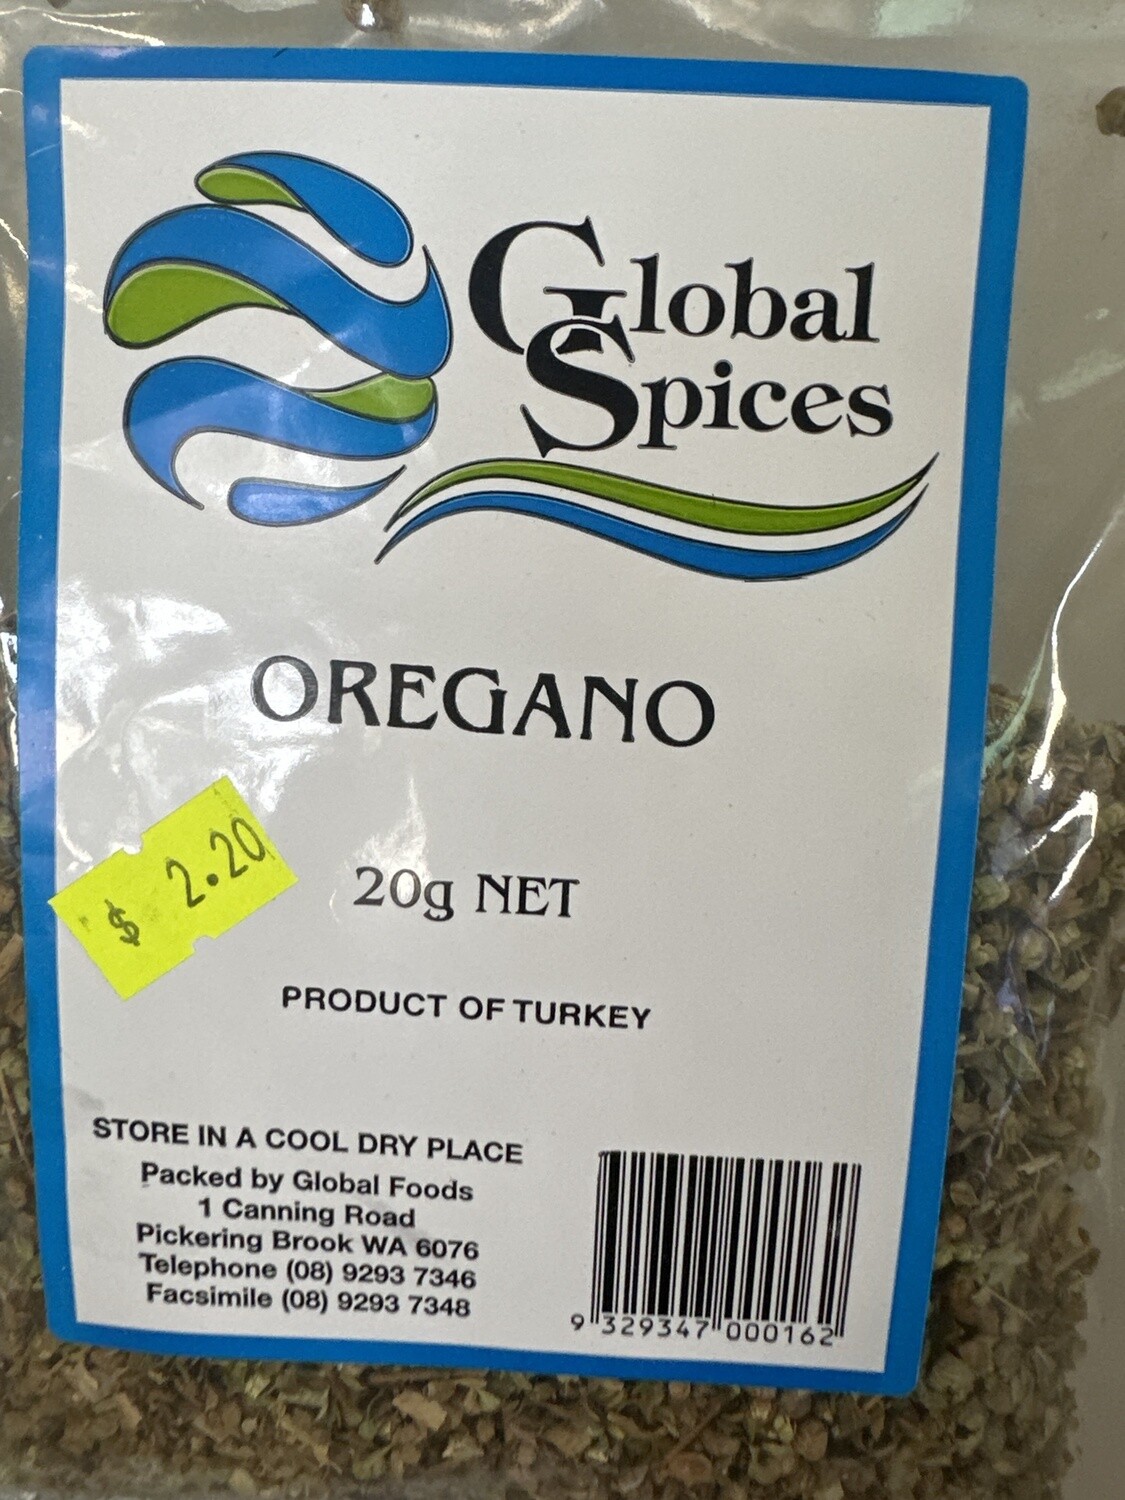 Global
Spices
OREGANO
$ 2.20
20g NET
PRODUCT OF TURKEY
STORE IN A COOL DRY PLACE
Packed by Global Foods
1 Canning Road
Pickering Brook WA 6076
Telephone (08) 9293 7346
Facsimile (08) 9293 7348
9 329347 000162